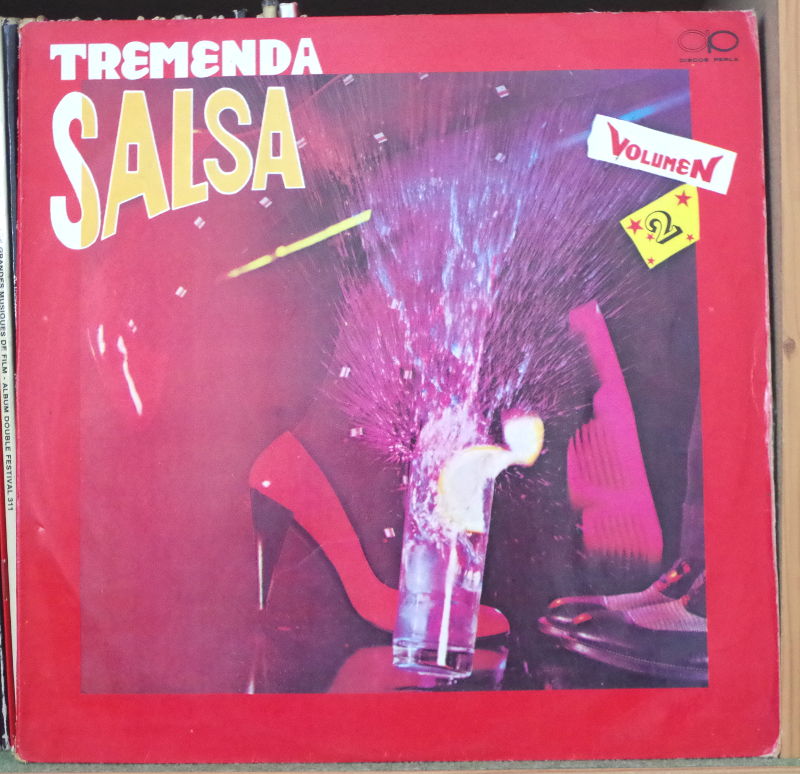 TREMENDA
SALSA
DISCOS PERLA
VOLUMEN
2
GRANDES MUSIQUES DE FILM - ALBUM DOUBLE FESTIVAL 311